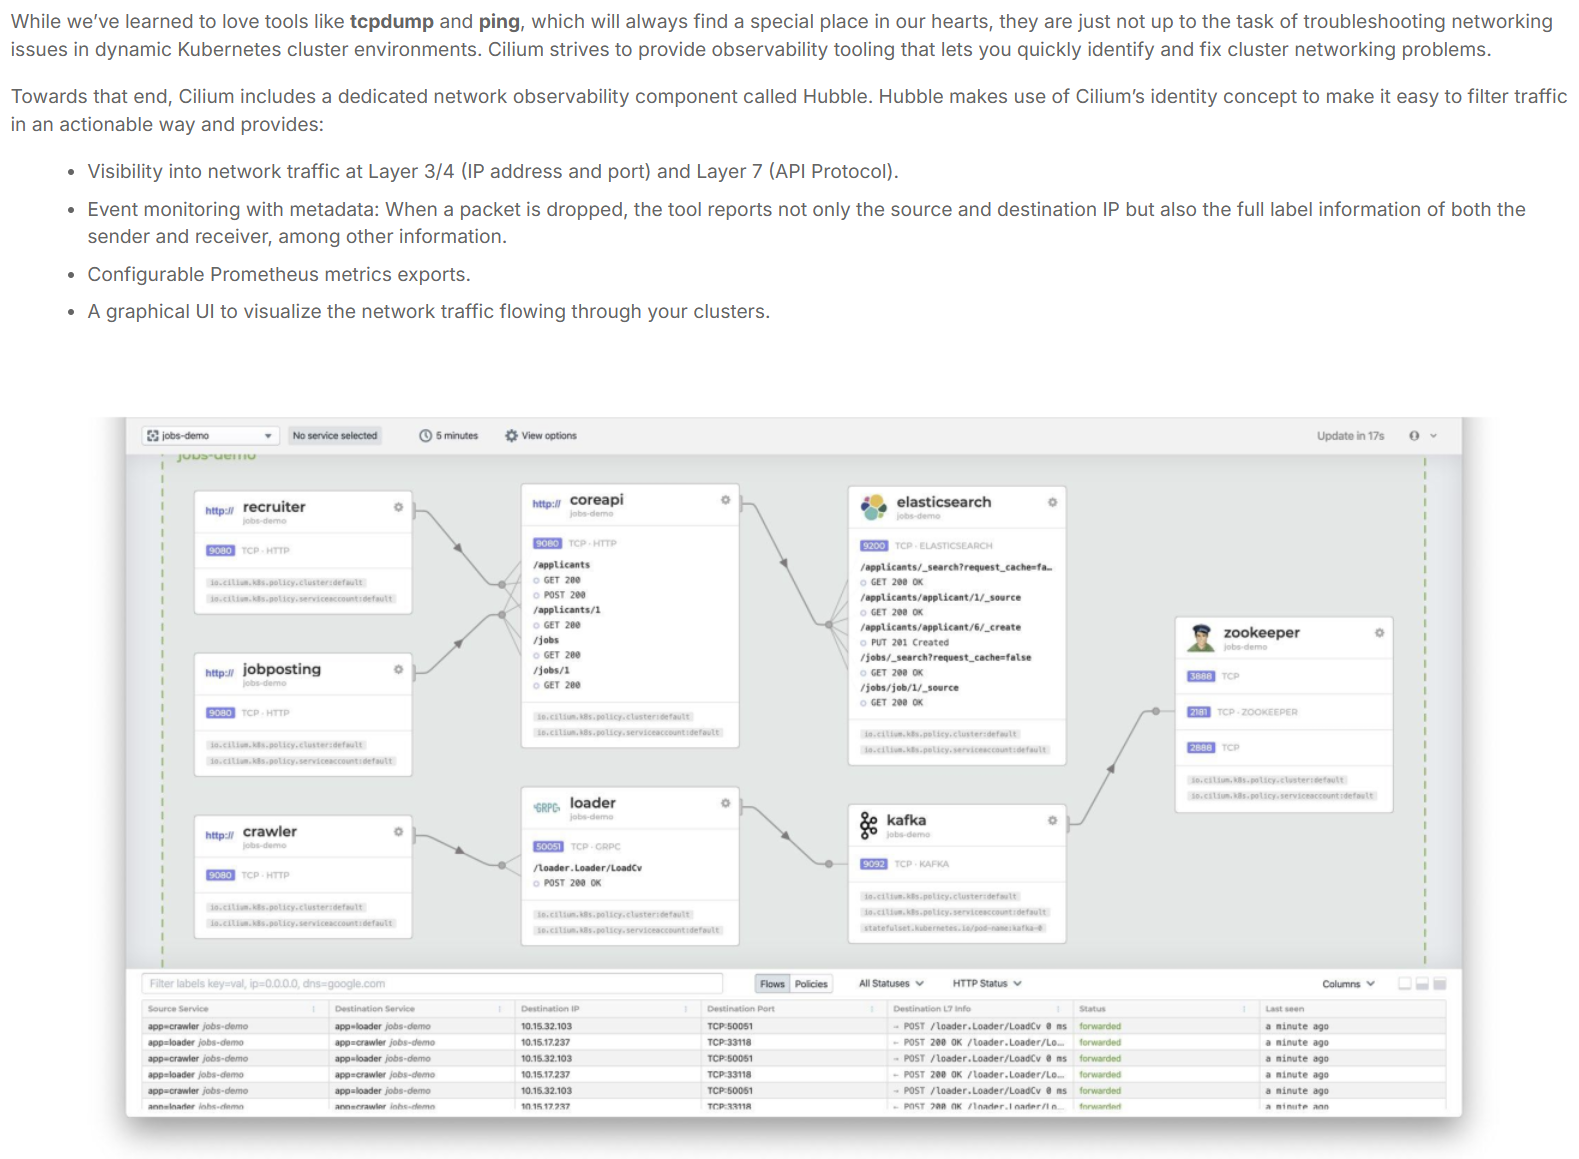 While we’ve learned to love tools like tcpdump and ping, which will always find a special place in our hearts, they are just not up to the task of troubleshooting networking
issues in dynamic Kubernetes cluster environments. Cilium strives to provide observability tooling that lets you quickly identify and fix cluster networking problems.
Towards that end, Cilium includes a dedicated network observability component called Hubble. Hubble makes use of Cilium’s identity concept to make it easy to filter traffic
in an actionable way and provides:
• Visibility into network traffic at Layer 3/4 (IP address and port) and Layer 7 (API Protocol).
• Event monitoring with metadata: When a packet is dropped, the tool reports not only the source and destination IP but also the full label information of both the
sender and receiver, among other information.
• Configurable Prometheus metrics exports.
• A graphical UI to visualize the network traffic flowing through your clusters.
jobs-demo No service selected 5 minutes View options Update in 17s
jobs-demo
http:// recruiter
jobs-demo
9080 TCP · HTTP
io.cilium.k8s.policy.cluster:default
io.cilium.k8s.policy.serviceaccount:default
http:// jobposting
jobs-demo
9080 TCP · HTTP
io.cilium.k8s.policy.cluster:default
io.cilium.k8s.policy.serviceaccount:default
http:// crawler
jobs-demo
9080 TCP · HTTP
io.cilium.k8s.policy.cluster:default
io.cilium.k8s.policy.serviceaccount:default
http:// coreapi
jobs-demo
9080 TCP · HTTP
/applicants
GET 200
POST 200
/applicants/1
GET 200
/jobs
GET 200
/jobs/1
GET 200
io.cilium.k8s.policy.cluster:default
io.cilium.k8s.policy.serviceaccount:default
GRPC loader
jobs-demo
50051 TCP · GRPC
/loader.Loader/LoadCv
POST 200 OK
io.cilium.k8s.policy.cluster:default
io.cilium.k8s.policy.serviceaccount:default
elasticsearch
jobs-demo
9200 TCP · ELASTICSEARCH
/applicants/_search?request_cache=fa…
GET 200 OK
/applicants/applicant/1/_source
GET 200 OK
/applicants/applicant/6/_create
PUT 201 Created
/jobs/_search?request_cache=false
GET 200 OK
/jobs/job/1/_source
GET 200 OK
io.cilium.k8s.policy.cluster:default
io.cilium.k8s.policy.serviceaccount:default
kafka
jobs-demo
9092 TCP · KAFKA
io.cilium.k8s.policy.cluster:default
io.cilium.k8s.policy.serviceaccount:default
statefulset.kubernetes.io/pod-name:kafka-0
zookeeper
jobs-demo
3888 TCP
2181 TCP · ZOOKEEPER
2888 TCP
io.cilium.k8s.policy.cluster:default
io.cilium.k8s.policy.serviceaccount:default
Filter labels key=val, ip=0.0.0.0, dns=google.com Flows Policies All Statuses HTTP Status Columns
Source Service Destination Service Destination IP Destination Port Destination L7 Info Status Last seen
app=crawler jobs-demo app=loader jobs-demo 10.15.32.103 TCP:50051 → POST /loader.Loader/LoadCv 0 ms forwarded a minute ago
app=loader jobs-demo app=crawler jobs-demo 10.15.17.237 TCP:33118 ← POST 200 OK /loader.Loader/Lo… forwarded a minute ago
app=crawler jobs-demo app=loader jobs-demo 10.15.32.103 TCP:50051 → POST /loader.Loader/LoadCv 0 ms forwarded a minute ago
app=loader jobs-demo app=crawler jobs-demo 10.15.17.237 TCP:33118 ← POST 200 OK /loader.Loader/Lo… forwarded a minute ago
app=crawler jobs-demo app=loader jobs-demo 10.15.32.103 TCP:50051 → POST /loader.Loader/LoadCv 0 ms forwarded a minute ago
app=loader jobs-demo app=crawler jobs-demo 10.15.17.237 TCP:33118 ← POST 200 OK /loader.Loader/Lo… forwarded a minute ago